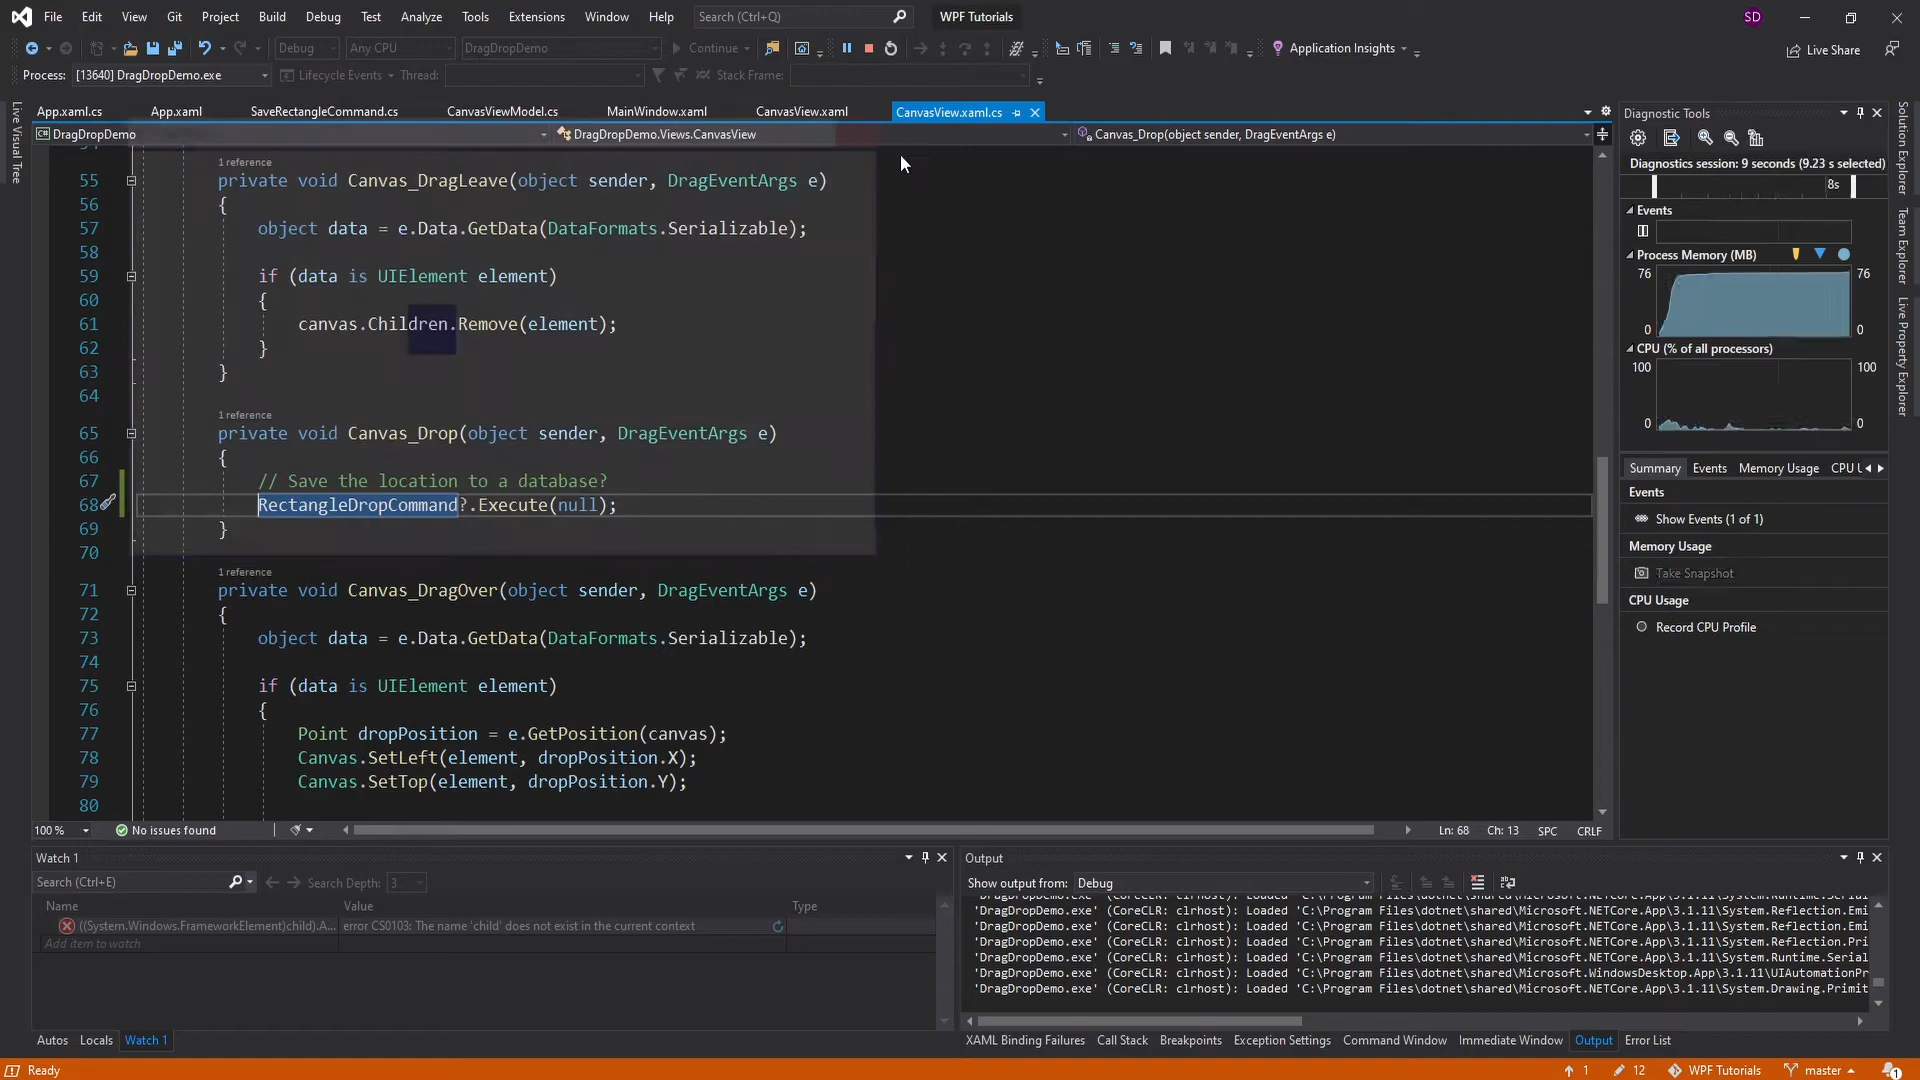 File Edit View Git Project Build Debug Test Analyze Tools Extensions Window Help Search (Ctrl+Q) WPF Tutorials SD
Debug Any CPU DragDropDemo Continue Application Insights Live Share
Process: [13640] DragDropDemo.exe Lifecycle Events Thread: Stack Frame:
App.xaml.cs App.xaml SaveRectangleCommand.cs CanvasViewModel.cs MainWindow.xaml CanvasView.xaml CanvasView.xaml.cs
DragDropDemo DragDropDemo.Views.CanvasView Canvas_Drop(object sender, DragEventArgs e)
Live Visual Tree
1 reference
55 private void Canvas_DragLeave(object sender, DragEventArgs e)
56 {
57 object data = e.Data.GetData(DataFormats.Serializable);
58
59 if (data is UIElement element)
60 {
61 canvas.Children.Remove(element);
62 }
63 }
64
1 reference
65 private void Canvas_Drop(object sender, DragEventArgs e)
66 {
67 // Save the location to a database?
68 RectangleDropCommand?.Execute(null);
69 }
70
1 reference
71 private void Canvas_DragOver(object sender, DragEventArgs e)
72 {
73 object data = e.Data.GetData(DataFormats.Serializable);
74
75 if (data is UIElement element)
76 {
77 Point dropPosition = e.GetPosition(canvas);
78 Canvas.SetLeft(element, dropPosition.X);
79 Canvas.SetTop(element, dropPosition.Y);
80
100 % No issues found Ln: 68 Ch: 13 SPC CRLF
Diagnostic Tools
Diagnostics session: 9 seconds (9.23 s selected)
8s
Events
Process Memory (MB)
76 76
0 0
CPU (% of all processors)
100 100
0 0
Summary Events Memory Usage CPU U
Events
Show Events (1 of 1)
Memory Usage
Take Snapshot
CPU Usage
Record CPU Profile
Solution Explorer
Team Explorer
Live Property Explorer
Watch 1
Search (Ctrl+E) Search Depth: 3
Name Value Type
((System.Windows.FrameworkElement)child).A... error CS0103: The name 'child' does not exist in the current context
Add item to watch
Autos Locals Watch 1
Output
Show output from: Debug
'DragDropDemo.exe' (CoreCLR: clrhost): Loaded 'C:\Program Files\dotnet\shared\Microsoft.NETCore.App\3.1.11\System.Reflection.Emi
'DragDropDemo.exe' (CoreCLR: clrhost): Loaded 'C:\Program Files\dotnet\shared\Microsoft.NETCore.App\3.1.11\System.Reflection.Emi
'DragDropDemo.exe' (CoreCLR: clrhost): Loaded 'C:\Program Files\dotnet\shared\Microsoft.NETCore.App\3.1.11\System.Reflection.Pri
'DragDropDemo.exe' (CoreCLR: clrhost): Loaded 'C:\Program Files\dotnet\shared\Microsoft.NETCore.App\3.1.11\System.Runtime.Serial
'DragDropDemo.exe' (CoreCLR: clrhost): Loaded 'C:\Program Files\dotnet\shared\Microsoft.WindowsDesktop.App\3.1.11\UIAutomationPr
'DragDropDemo.exe' (CoreCLR: clrhost): Loaded 'C:\Program Files\dotnet\shared\Microsoft.NETCore.App\3.1.11\System.Drawing.Primit
XAML Binding Failures Call Stack Breakpoints Exception Settings Command Window Immediate Window Output Error List
Ready 1 12 WPF Tutorials master 1